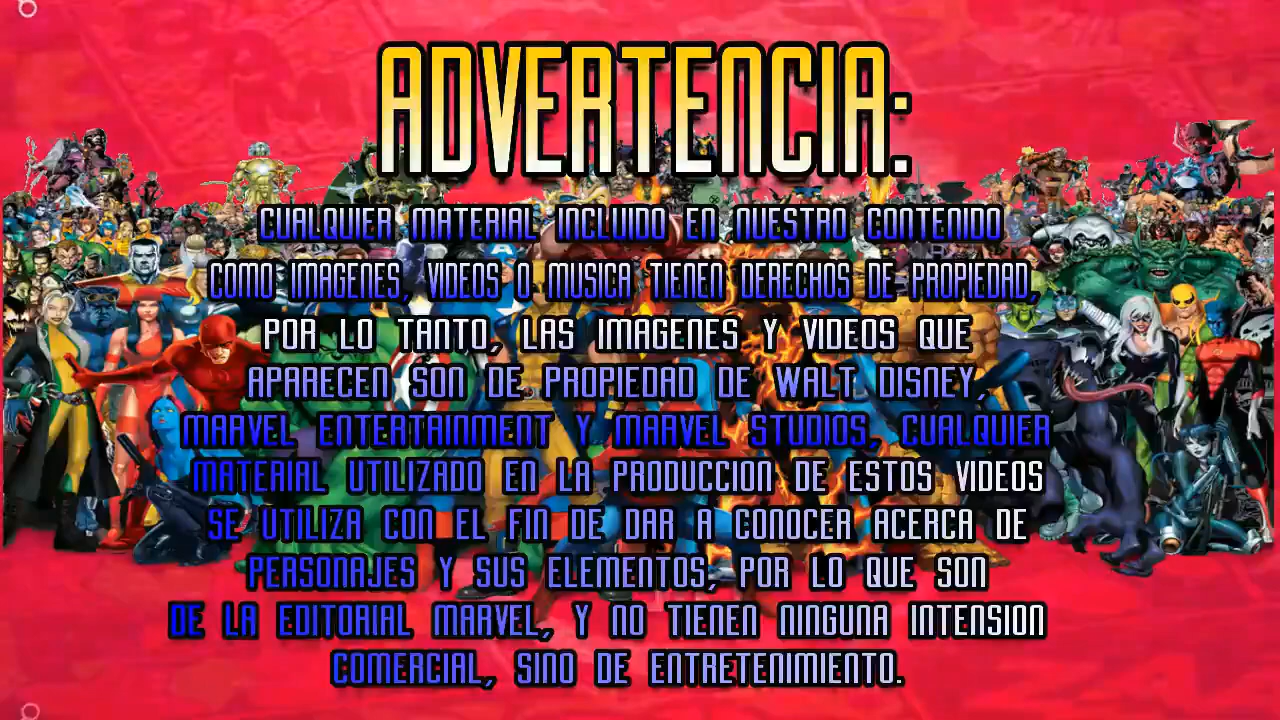 ADVERTENCIA:
CUALQUIER MATERIAL INCLUIDO EN NUESTRO CONTENIDO
COMO IMAGENES, VIDEOS O MUSICA TIENEN DERECHOS DE PROPIEDAD,
POR LO TANTO, LAS IMAGENES Y VIDEOS QUE
APARECEN SON DE PROPIEDAD DE WALT DISNEY,
MARVEL ENTERTAINMENT Y MARVEL STUDIOS, CUALQUIER
MATERIAL UTILIZADO EN LA PRODUCCION DE ESTOS VIDEOS
SE UTILIZA CON EL FIN DE DAR A CONOCER ACERCA DE
PERSONAJES Y SUS ELEMENTOS, POR LO QUE SON
DE LA EDITORIAL MARVEL, Y NO TIENEN NINGUNA INTENSION
COMERCIAL, SINO DE ENTRETENIMIENTO.